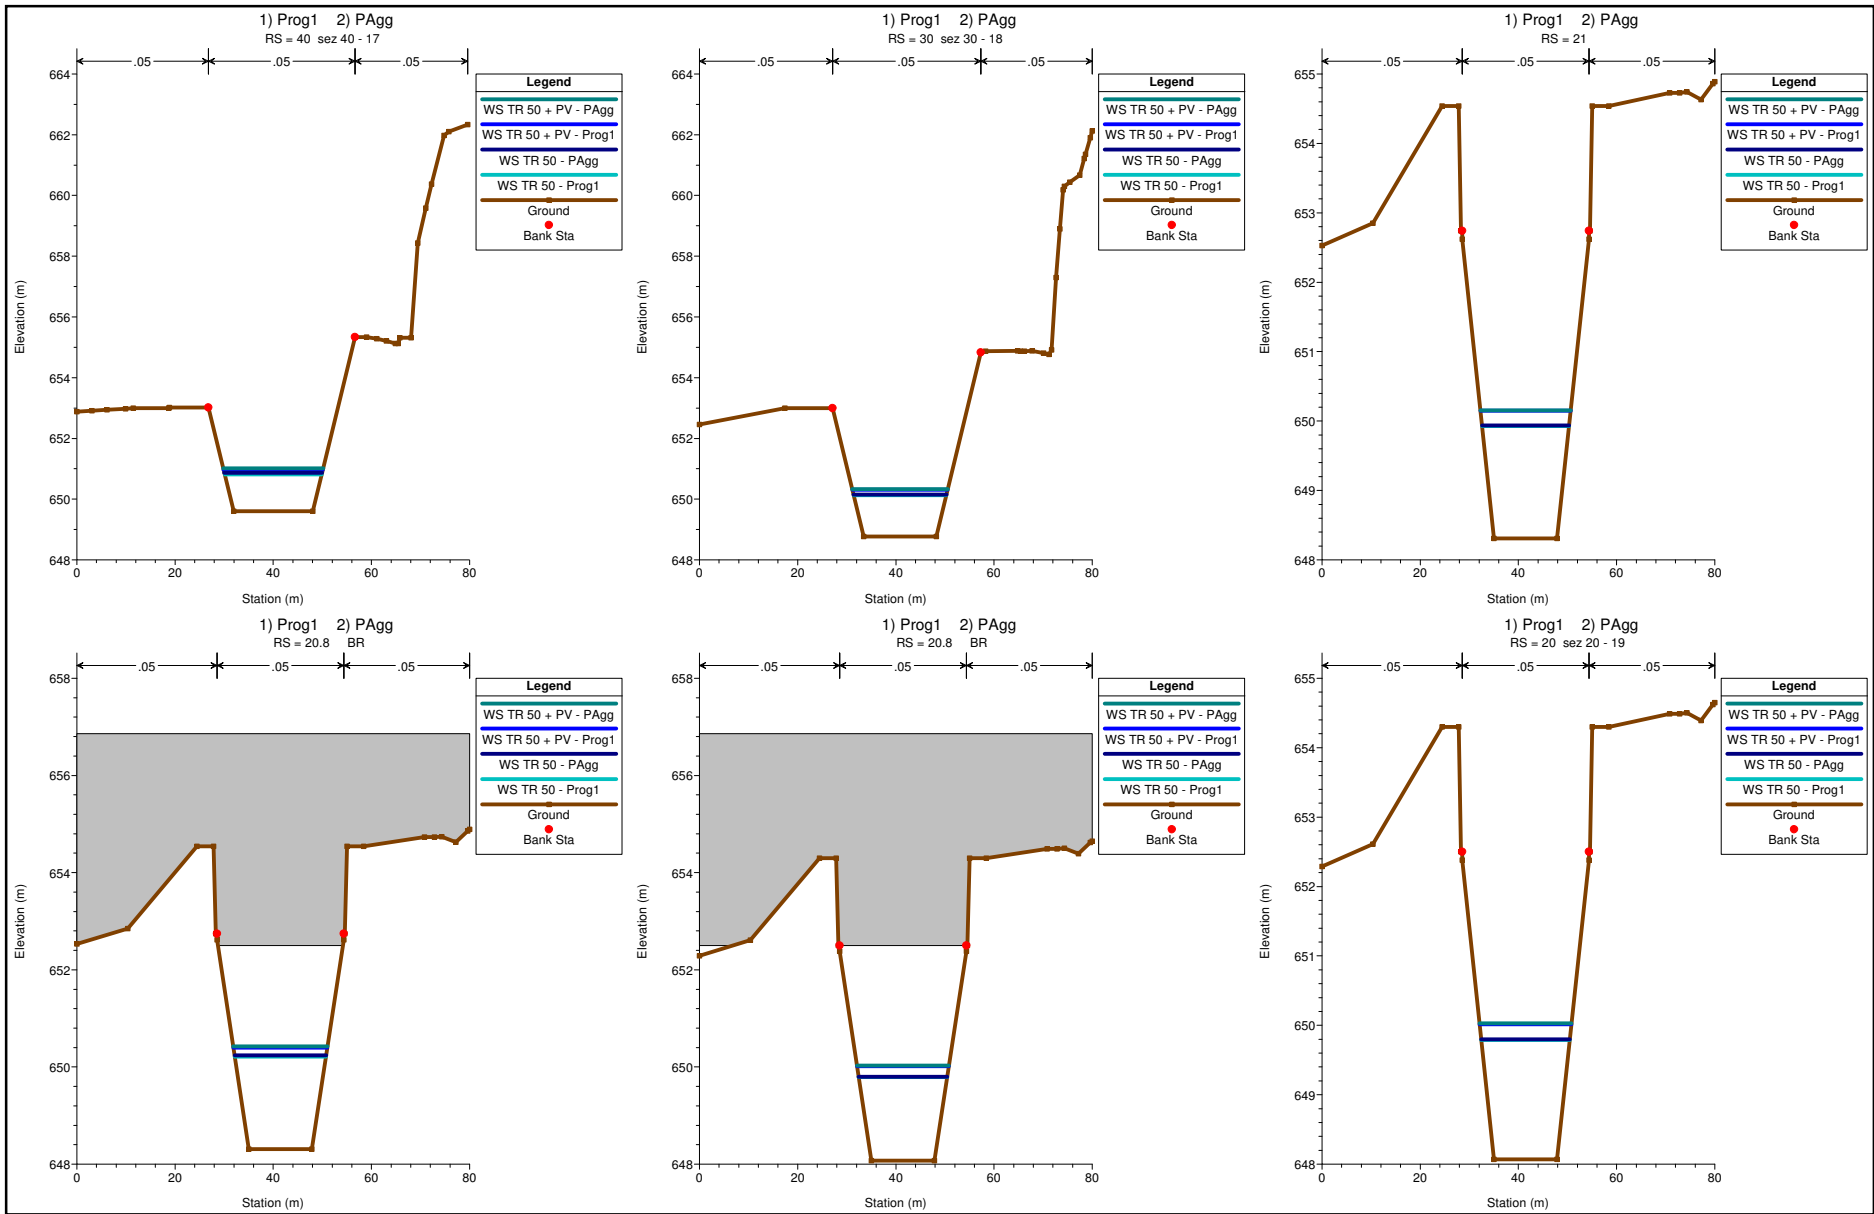 1) Prog1 2) PAgg
RS = 40 sez 40 - 17
.05 .05 .05
664
662
660
658
656
654
652
650
648
Elevation (m)
0 20 40 60 80
Station (m)
Legend
WS TR 50 + PV - PAgg
WS TR 50 + PV - Prog1
WS TR 50 - PAgg
WS TR 50 - Prog1
Ground
Bank Sta
1) Prog1 2) PAgg
RS = 30 sez 30 - 18
.05 .05 .05
664
662
660
658
656
654
652
650
648
Elevation (m)
0 20 40 60 80
Station (m)
Legend
WS TR 50 + PV - PAgg
WS TR 50 + PV - Prog1
WS TR 50 - PAgg
WS TR 50 - Prog1
Ground
Bank Sta
1) Prog1 2) PAgg
RS = 21
.05 .05 .05
655
654
653
652
651
650
649
648
Elevation (m)
0 20 40 60 80
Station (m)
Legend
WS TR 50 + PV - PAgg
WS TR 50 + PV - Prog1
WS TR 50 - PAgg
WS TR 50 - Prog1
Ground
Bank Sta
1) Prog1 2) PAgg
RS = 20.8 BR
.05 .05 .05
658
656
654
652
650
648
Elevation (m)
0 20 40 60 80
Station (m)
Legend
WS TR 50 + PV - PAgg
WS TR 50 + PV - Prog1
WS TR 50 - PAgg
WS TR 50 - Prog1
Ground
Bank Sta
1) Prog1 2) PAgg
RS = 20.8 BR
.05 .05 .05
658
656
654
652
650
648
Elevation (m)
0 20 40 60 80
Station (m)
Legend
WS TR 50 + PV - PAgg
WS TR 50 + PV - Prog1
WS TR 50 - PAgg
WS TR 50 - Prog1
Ground
Bank Sta
1) Prog1 2) PAgg
RS = 20 sez 20 - 19
.05 .05 .05
655
654
653
652
651
650
649
648
Elevation (m)
0 20 40 60 80
Station (m)
Legend
WS TR 50 + PV - PAgg
WS TR 50 + PV - Prog1
WS TR 50 - PAgg
WS TR 50 - Prog1
Ground
Bank Sta